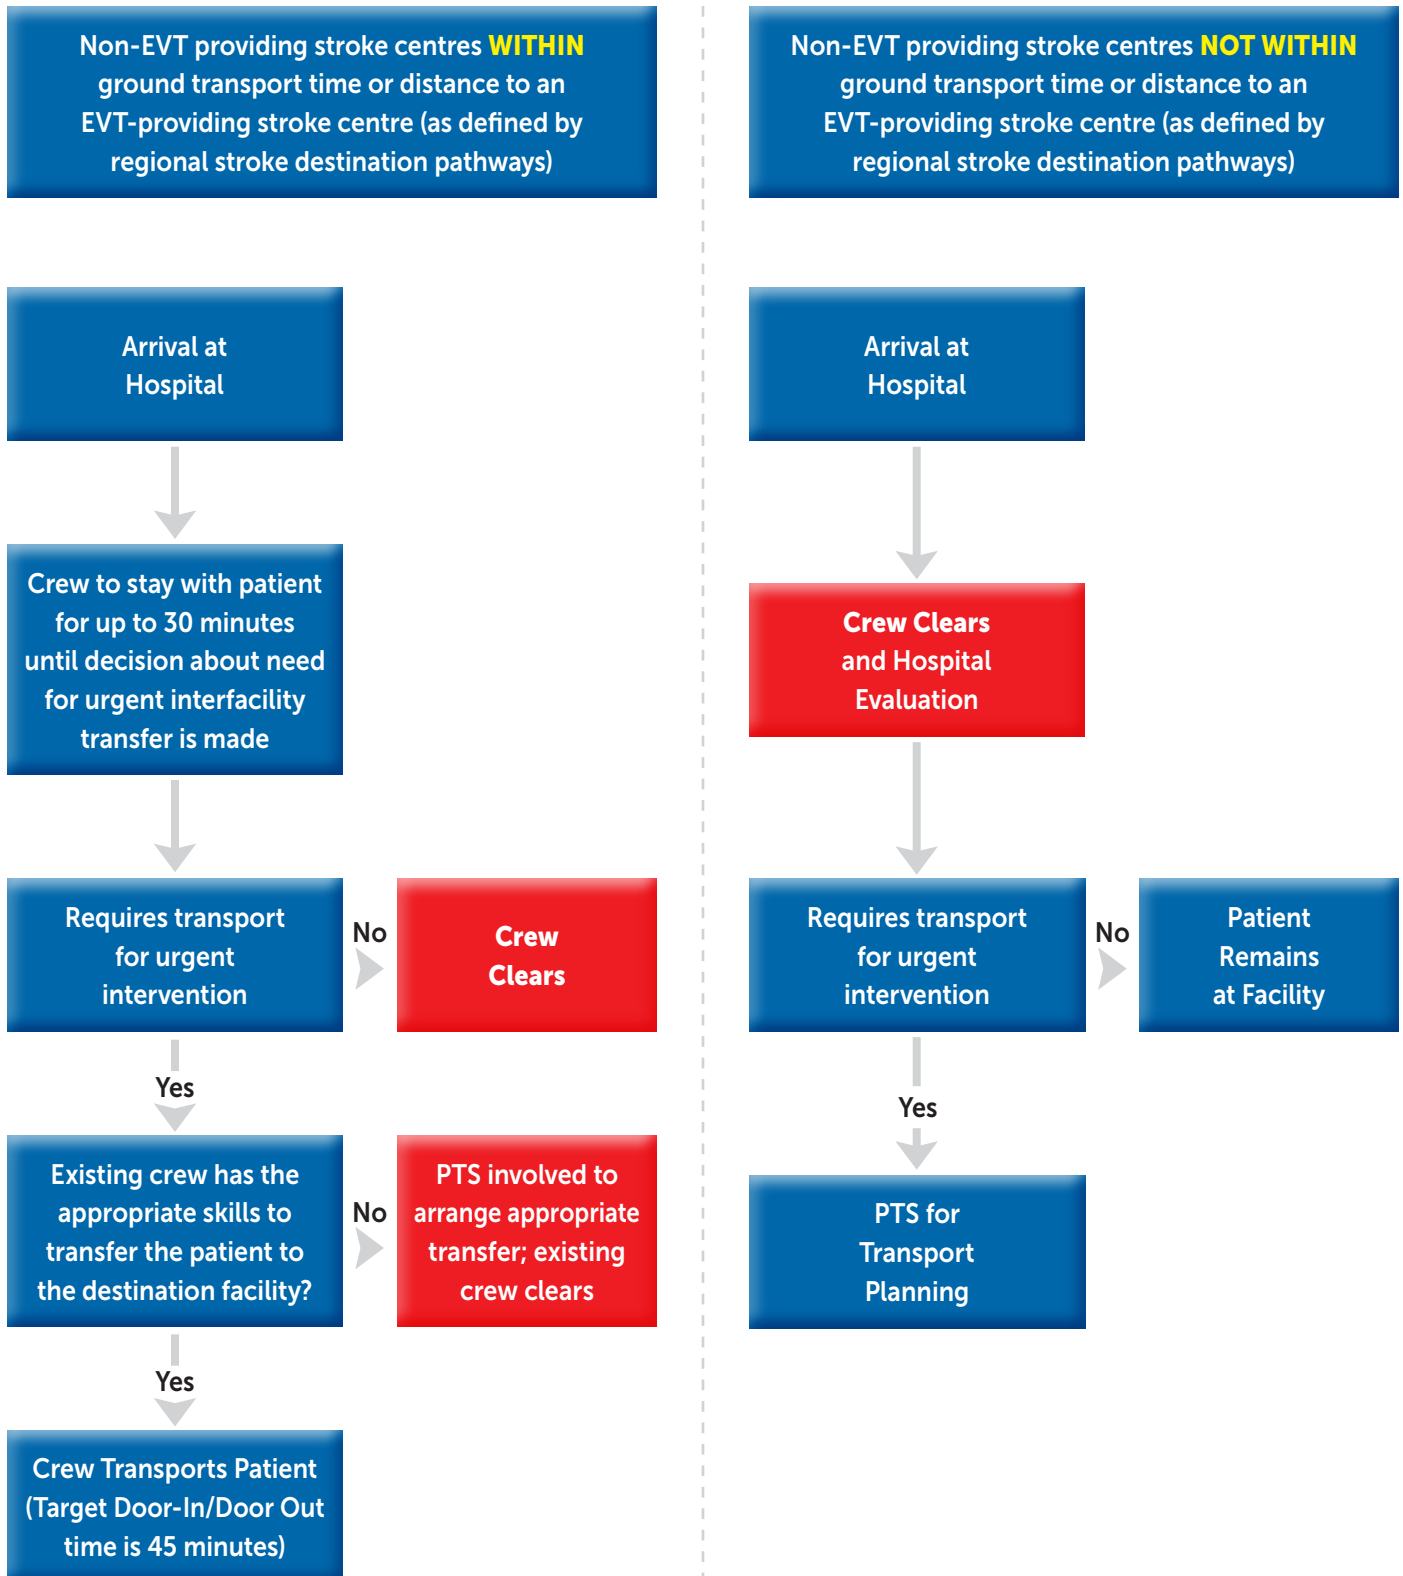 Non-EVT providing stroke centres WITHIN
ground transport time or distance to an
EVT-providing stroke centre (as defined by
regional stroke destination pathways)
Arrival at
Hospital
Crew to stay with patient
for up to 30 minutes
until decision about need
for urgent interfacility
transfer is made
Requires transport
for urgent
intervention
No
Crew
Clears
Yes
Existing crew has the
appropriate skills to
transfer the patient to
the destination facility?
No
PTS involved to
arrange appropriate
transfer; existing
crew clears
Yes
Crew Transports Patient
(Target Door-In/Door Out
time is 45 minutes)
Non-EVT providing stroke centres NOT WITHIN
ground transport time or distance to an
EVT-providing stroke centre (as defined by
regional stroke destination pathways)
Arrival at
Hospital
Crew Clears
and Hospital
Evaluation
Requires transport
for urgent
intervention
No
Patient
Remains
at Facility
Yes
PTS for
Transport
Planning